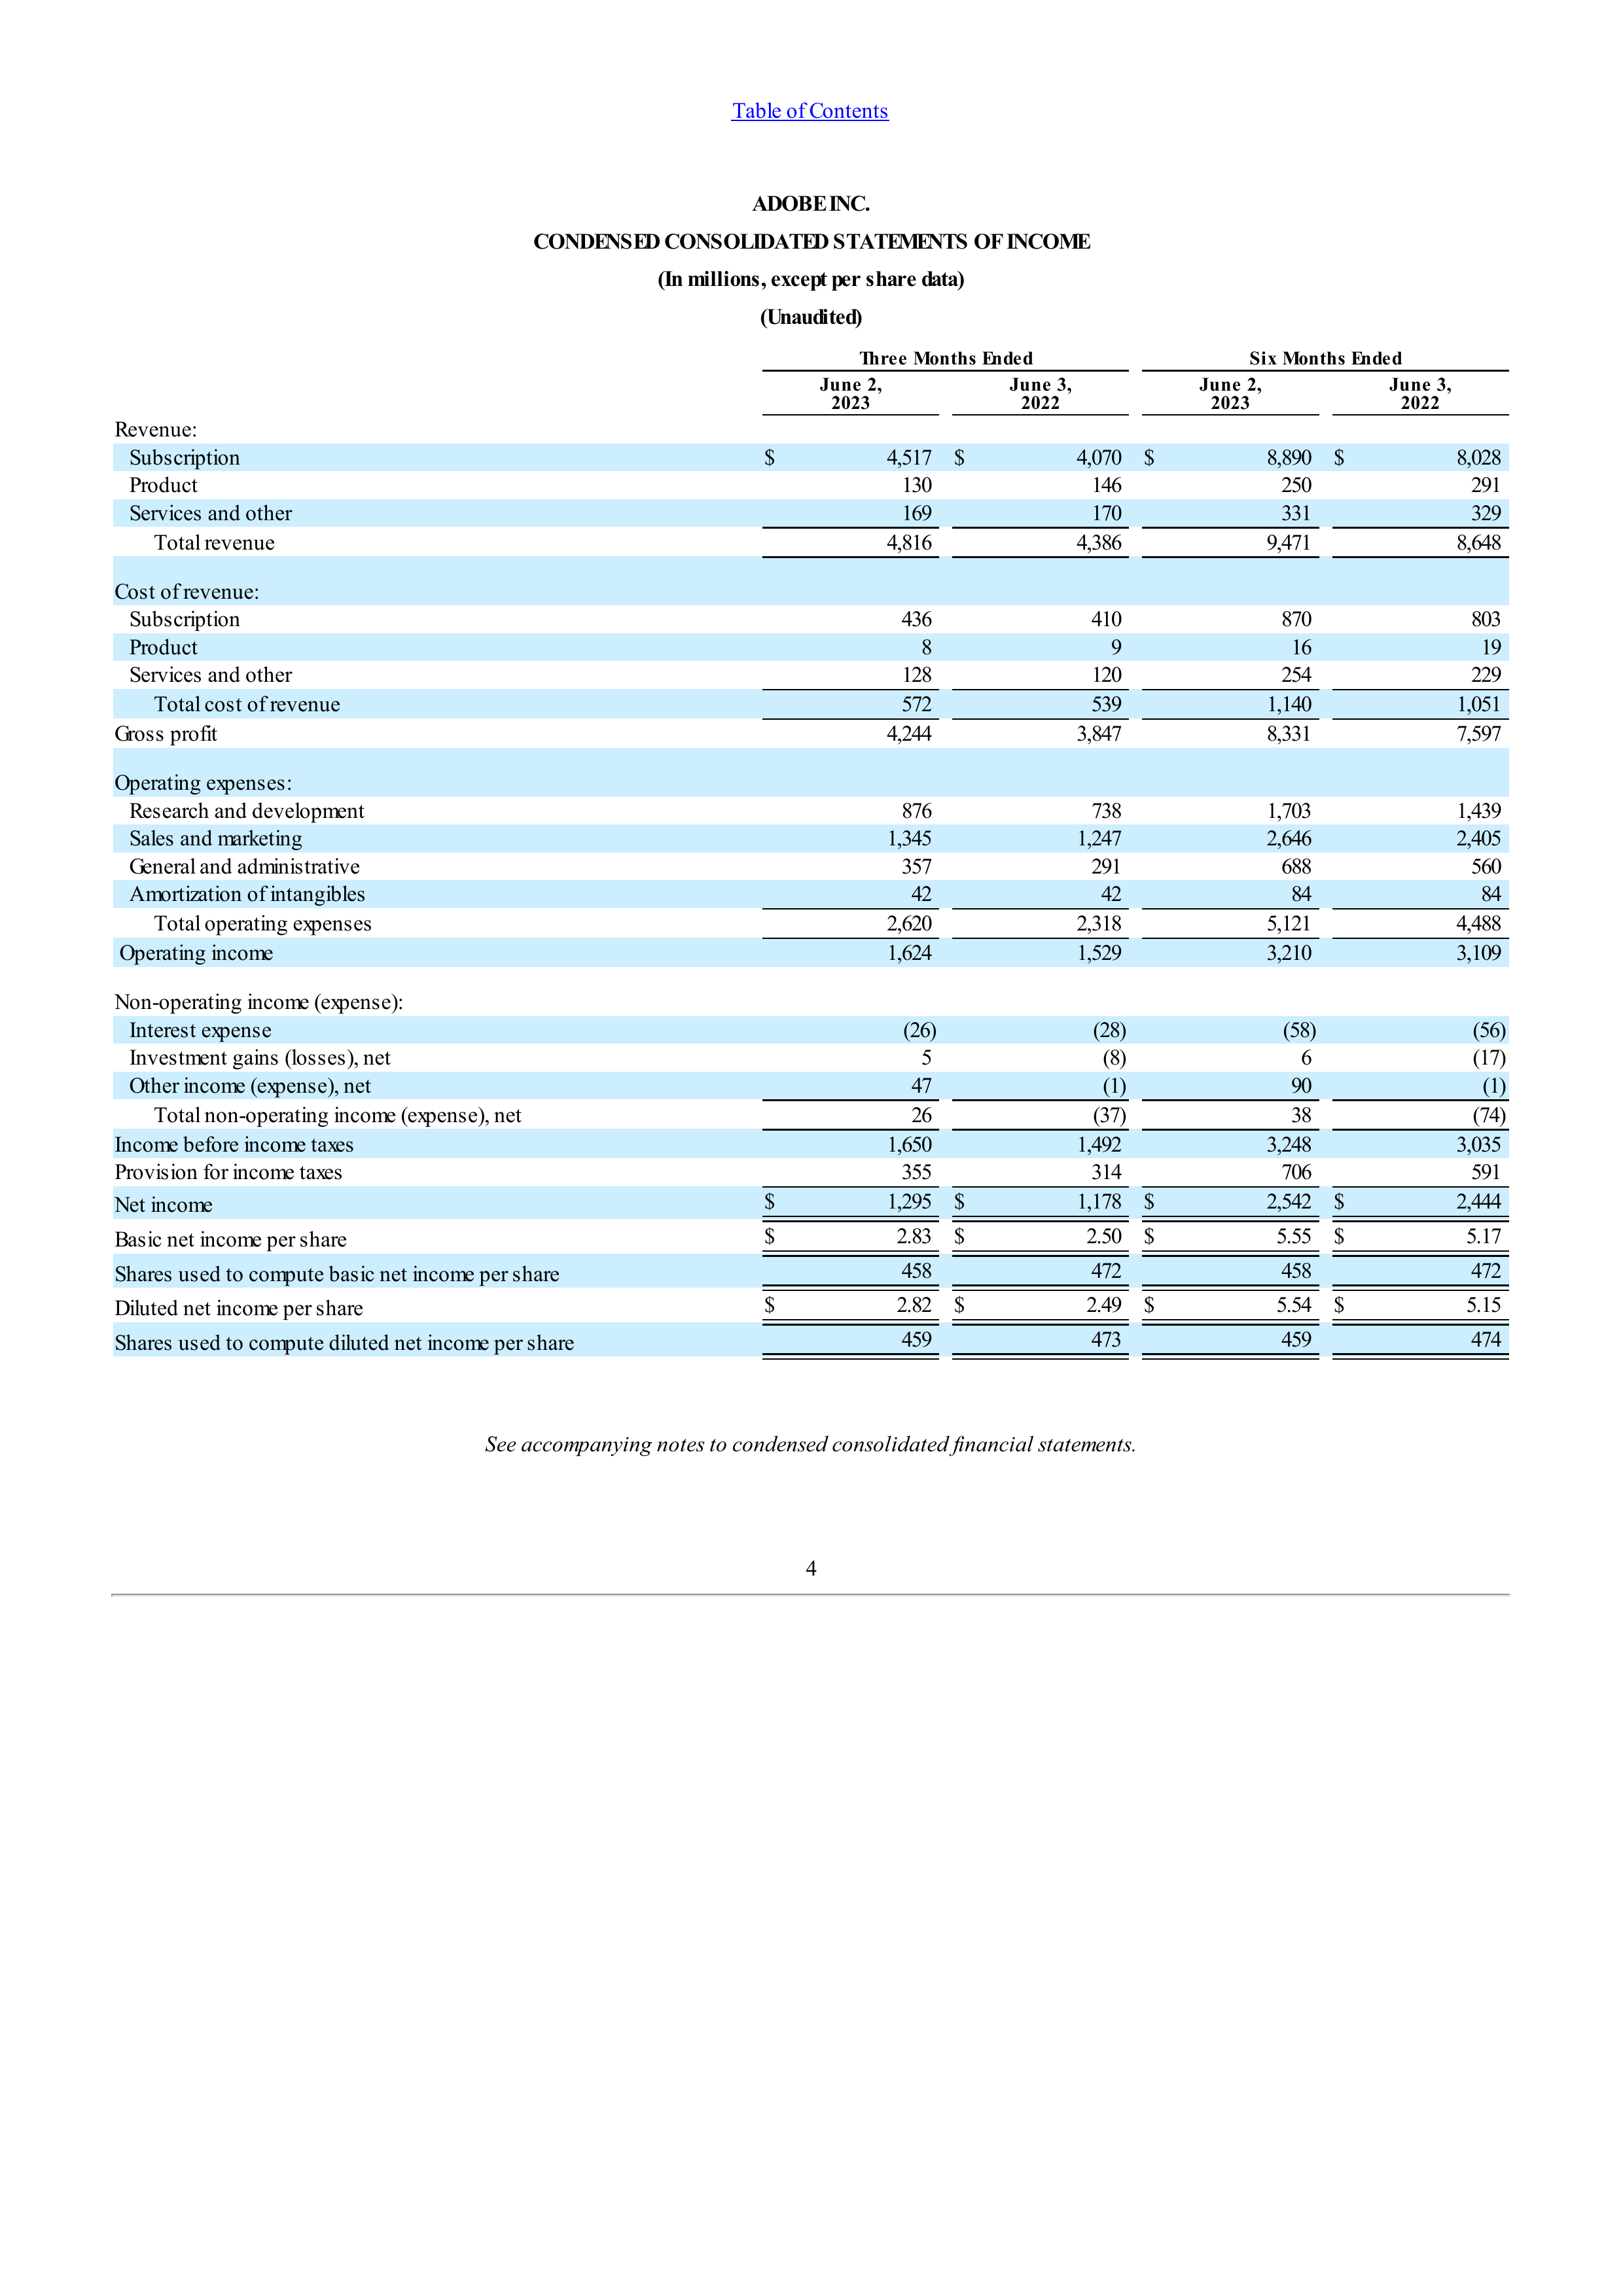 Table of Contents
ADOBE INC.
CONDENSED CONSOLIDATED STATEMENTS OF INCOME
(In millions, except per share data)
(Unaudited)
Three Months Ended Six Months Ended
June 2, 2023 June 3, 2022 June 2, 2023 June 3, 2022
Revenue:
Subscription $ 4,517 $ 4,070 $ 8,890 $ 8,028
Product 130 146 250 291
Services and other 169 170 331 329
Total revenue 4,816 4,386 9,471 8,648
Cost of revenue:
Subscription 436 410 870 803
Product 8 9 16 19
Services and other 128 120 254 229
Total cost of revenue 572 539 1,140 1,051
Gross profit 4,244 3,847 8,331 7,597
Operating expenses:
Research and development 876 738 1,703 1,439
Sales and marketing 1,345 1,247 2,646 2,405
General and administrative 357 291 688 560
Amortization of intangibles 42 42 84 84
Total operating expenses 2,620 2,318 5,121 4,488
Operating income 1,624 1,529 3,210 3,109
Non-operating income (expense):
Interest expense (26) (28) (58) (56)
Investment gains (losses), net 5 (8) 6 (17)
Other income (expense), net 47 (1) 90 (1)
Total non-operating income (expense), net 26 (37) 38 (74)
Income before income taxes 1,650 1,492 3,248 3,035
Provision for income taxes 355 314 706 591
Net income $ 1,295 $ 1,178 $ 2,542 $ 2,444
Basic net income per share $ 2.83 $ 2.50 $ 5.55 $ 5.17
Shares used to compute basic net income per share 458 472 458 472
Diluted net income per share $ 2.82 $ 2.49 $ 5.54 $ 5.15
Shares used to compute diluted net income per share 459 473 459 474
See accompanying notes to condensed consolidated financial statements.
4